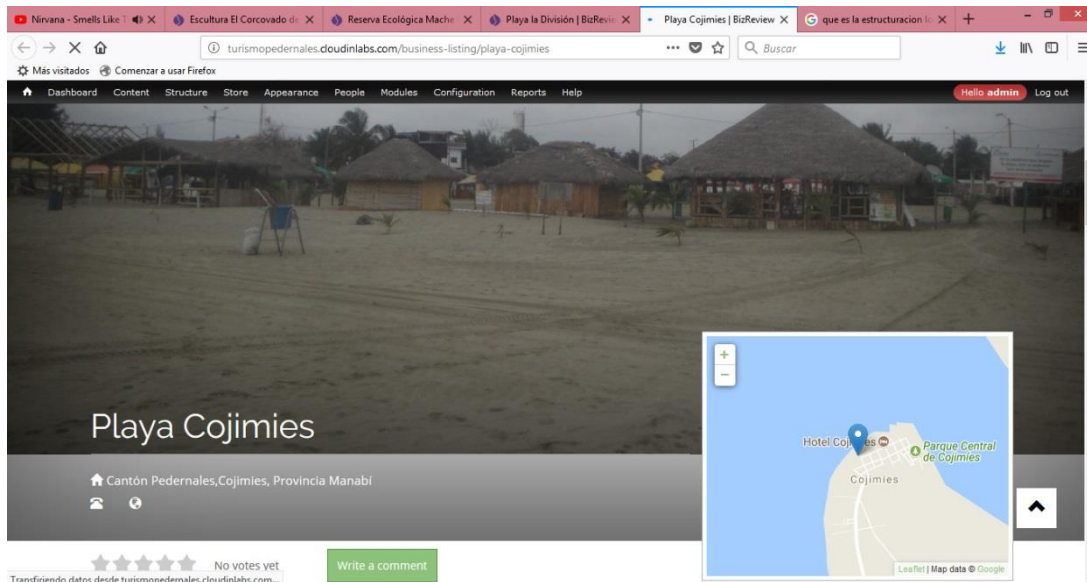 Nirvana - Smells Like T
Escultura El Corcovado de
Reserva Ecológica Mache
Playa la División | BizRevie
Playa Cojimies | BizReview
que es la estructuracion lo
turismopedernales.cloudinlabs.com/business-listing/playa-cojimies
Buscar
Más visitados Comenzar a usar Firefox
Dashboard Content Structure Store Appearance People Modules Configuration Reports Help Hello admin Log out
Playa Cojimies
Cantón Pedernales,Cojimies, Provincia Manabí
+
−
Hotel Coj es
Parque Central
de Cojimíes
Cojimies
Leaflet | Map data © Google
No votes yet
Write a comment
Transfiriendo datos desde turismopedernales.cloudinlabs.com...